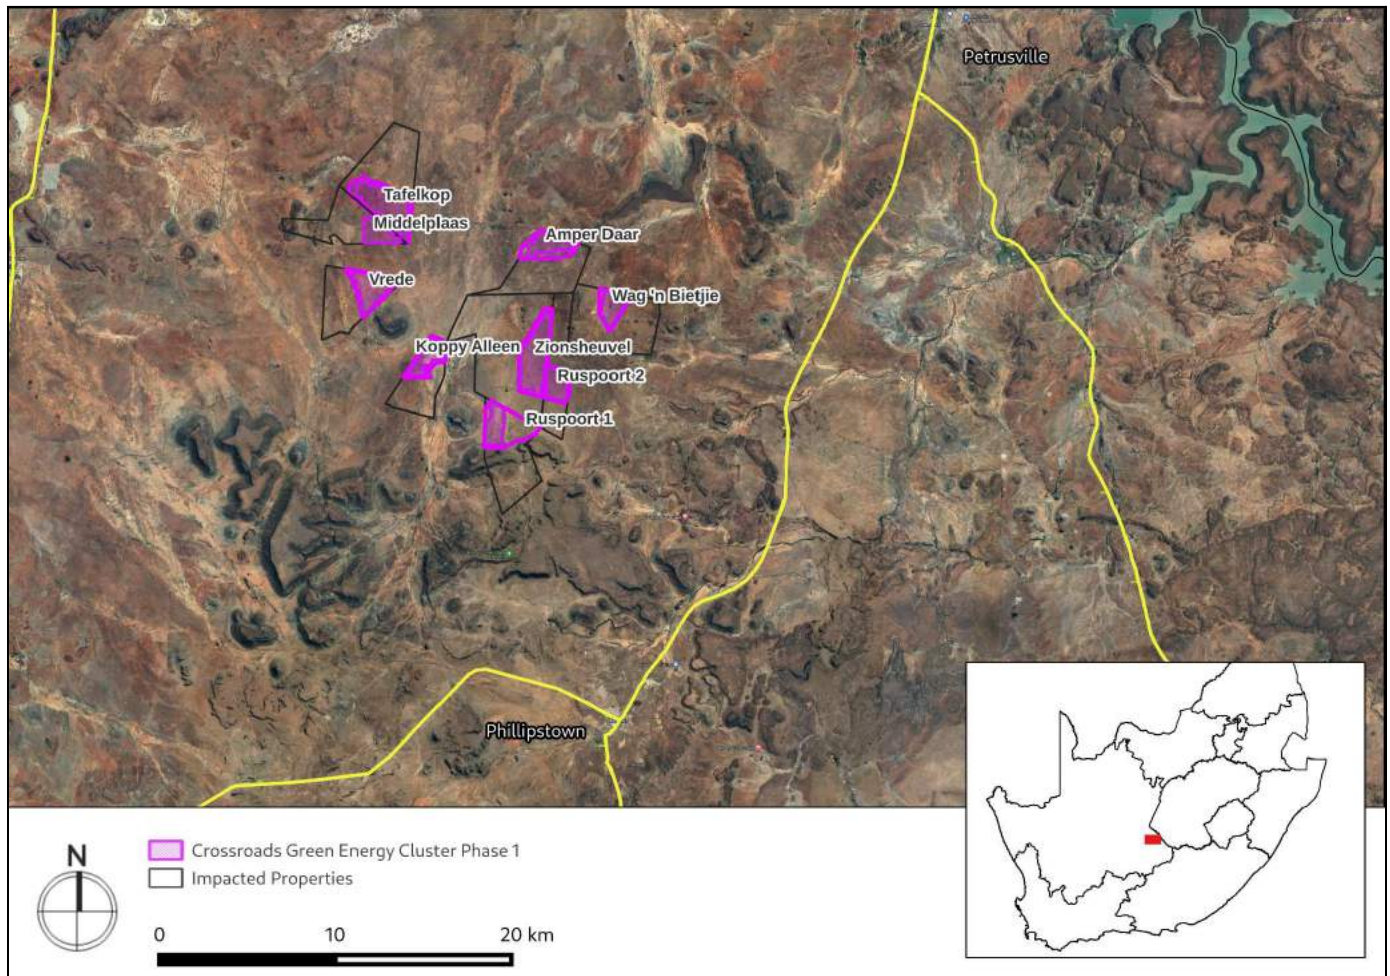 Petrusville
Tafelkop
Middelplaas
Amper Daar
Vrede
Wag 'n Bietjie
Koppy Alleen
Zionsheuvel
Ruspoort 2
Ruspoort 1
Phillipstown
N
Crossroads Green Energy Cluster Phase 1
Impacted Properties
0 10 20 km